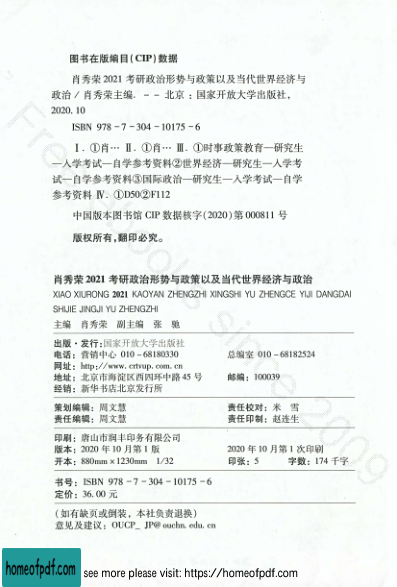 图书在版编目(CIP)数据
肖秀荣2021考研政治形势与政策以及当代世界经济与
政治 / 肖秀荣主编. -- 北京 : 国家开放大学出版社,
2020. 10
ISBN 978-7-304-10175-6
Ⅰ. ①肖… Ⅱ. ①肖… Ⅲ. ①时事政策教育—研究生
—入学考试—自学参考资料②世界经济—研究生—入学考
试—自学参考资料③国际政治—研究生—入学考试—自学
参考资料 Ⅳ. ①D50②F112
中国版本图书馆 CIP 数据核字(2020)第 000811 号
版权所有,翻印必究。
肖秀荣2021考研政治形势与政策以及当代世界经济与政治
XIAO XIURONG 2021 KAOYAN ZHENGZHI XINGSHI YU ZHENGCE YIJI DANGDAI
SHIJIE JINGJI YU ZHENGZHI
主编 肖秀荣 副主编 张 驰
出版·发行:国家开放大学出版社
电话:营销中心 010-68180330 总编室 010-68182524
网址:http://www.crtvup.com.cn
地址:北京市海淀区西四环中路45号 邮编:100039
经销:新华书店北京发行所
策划编辑:周文慧 责任校对:米 雪
责任编辑:周文慧 责任印制:赵连生
印刷:唐山市润丰印务有限公司
版本:2020年10月第1版 2020年10月第1次印刷
开本:880mm×1230mm 1/32 印张:5 字数:174千字
书号:ISBN 978-7-304-10175-6
定价:36.00元
(如有缺页或倒装,本社负责退换)
意见及建议:OUCP_JP@ouchn.edu.cn
Free books since 2009
homeofpdf.com see more please visit: https://homeofpdf.com